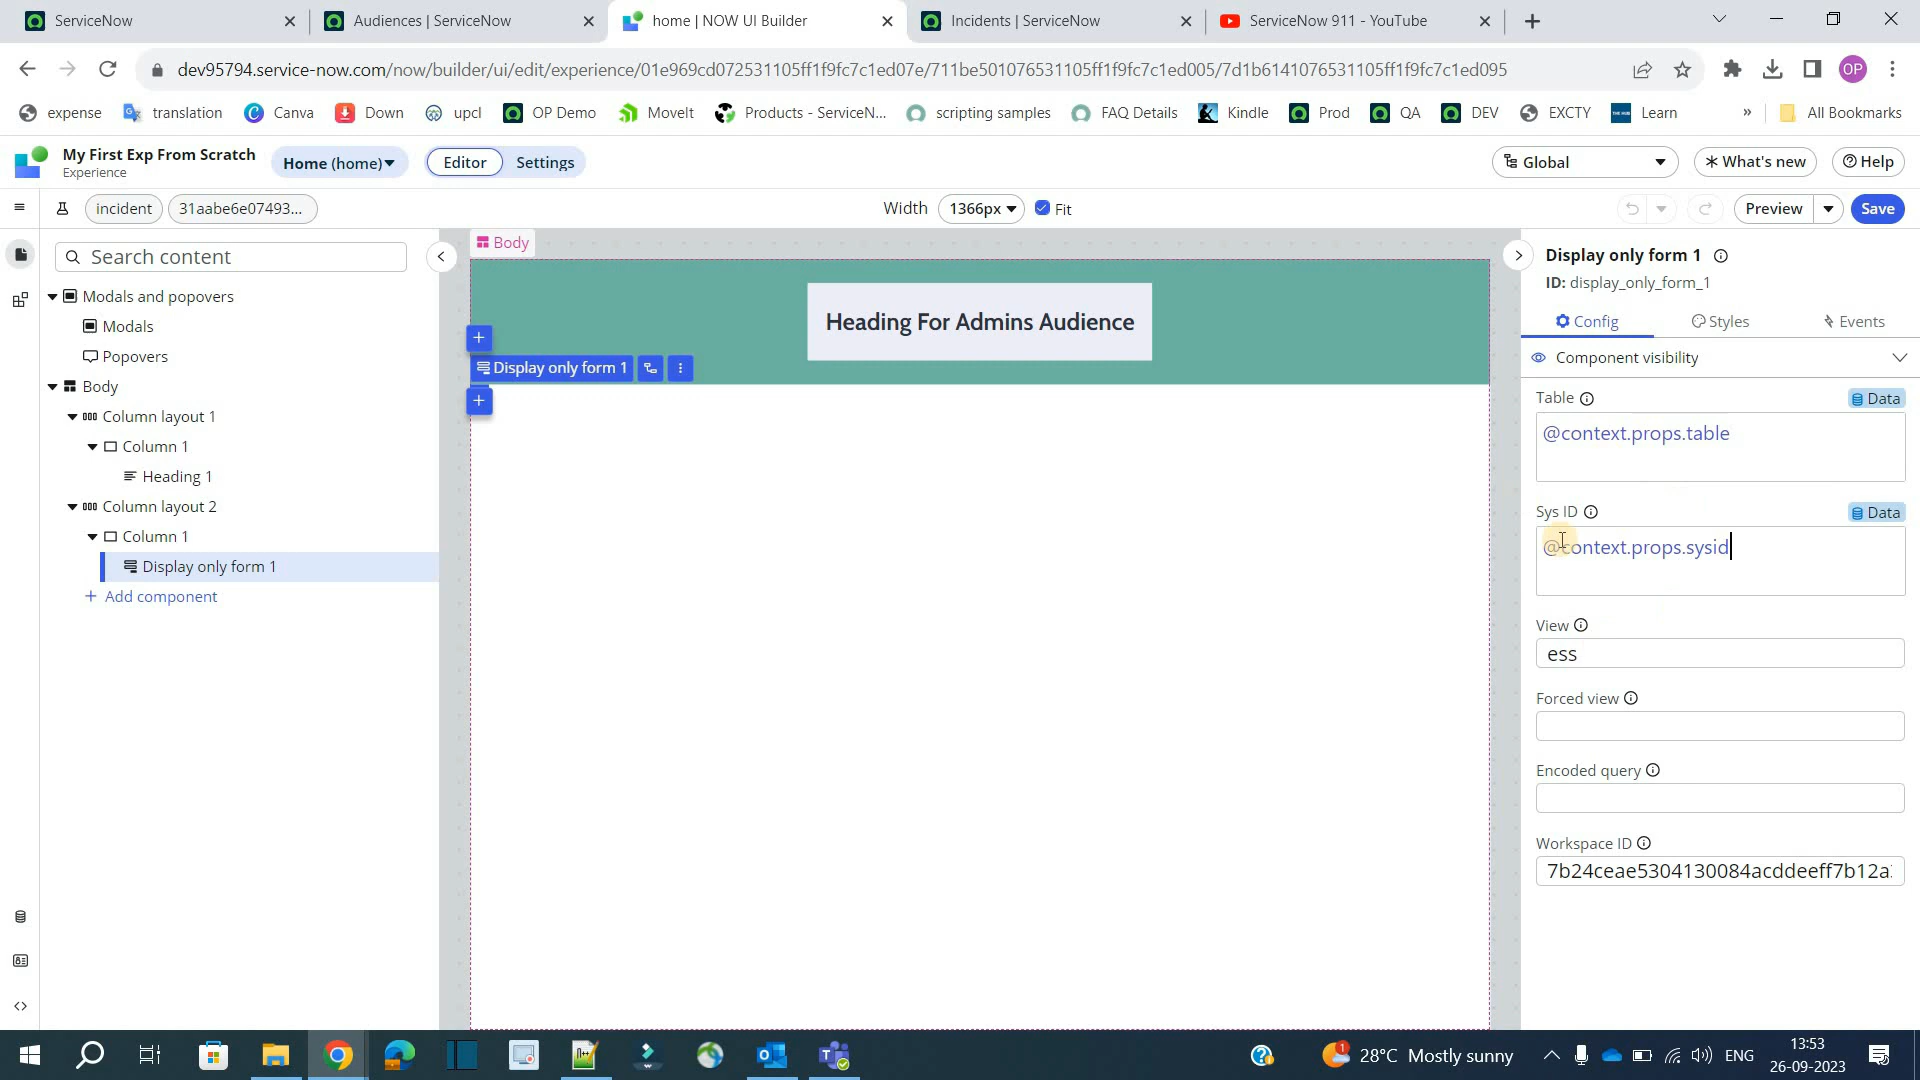 ServiceNow
Audiences | ServiceNow
home | NOW UI Builder
Incidents | ServiceNow
ServiceNow 911 - YouTube
dev95794.service-now.com/now/builder/ui/edit/experience/01e969cd072531105ff1f9fc7c1ed07e/711be501076531105ff1f9fc7c1ed005/7d1b6141076531105ff1f9fc7c1ed095
OP
expense
translation
Canva
Down
upcl
OP Demo
MoveIt
Products - ServiceN...
scripting samples
FAQ Details
Kindle
Prod
QA
DEV
EXCTY
Learn
»
All Bookmarks
My First Exp From Scratch
Experience
Home (home)
Editor
Settings
Global
What's new
Help
incident
31aabe6e07493...
Width
1366px
Fit
Preview
Save
Search content
Modals and popovers
Modals
Popovers
Body
Column layout 1
Column 1
Heading 1
Column layout 2
Column 1
Display only form 1
+ Add component
Body
Heading For Admins Audience
Display only form 1
Display only form 1
ID: display_only_form_1
Config
Styles
Events
Component visibility
Table
Data
@context.props.table
Sys ID
Data
@context.props.sysid
View
ess
Forced view
Encoded query
Workspace ID
7b24ceae5304130084acddeeff7b12a
28°C Mostly sunny
ENG
13:53
26-09-2023